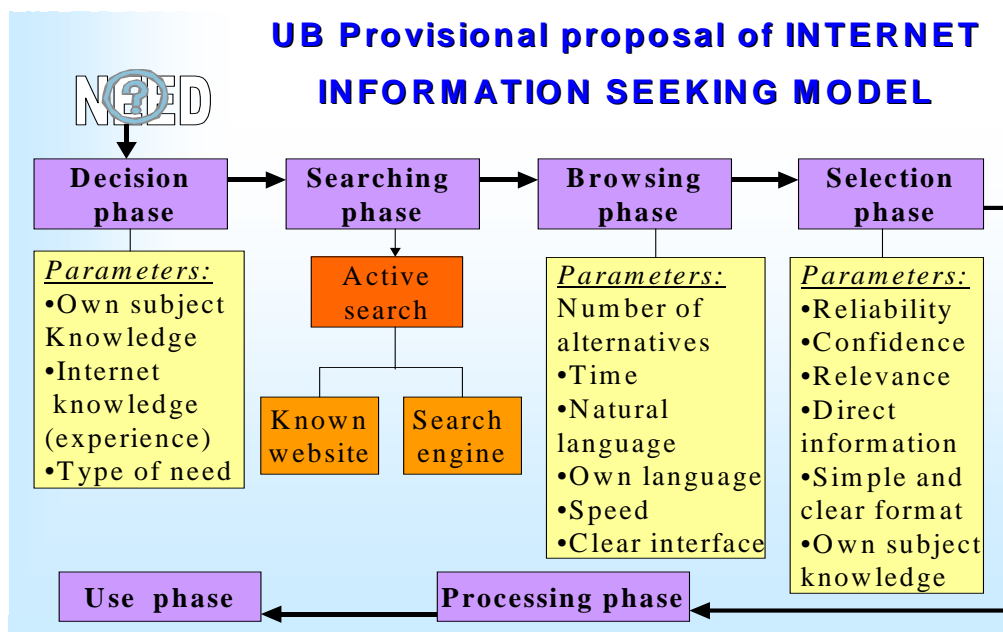 UB Provisional proposal of INTERNET
INFORMATION SEEKING MODEL
NEED
?
Decision
phase
Searching
phase
Browsing
phase
Selection
phase
Parameters:
•Own subject
Knowledge
•Internet
knowledge
(experience)
•Type of need
Active
search
Known
website
Search
engine
Parameters:
Number of
alternatives
•Time
•Natural
language
•Own language
•Speed
•Clear interface
Parameters:
•Reliability
•Confidence
•Relevance
•Direct
information
•Simple and
clear format
•Own subject
knowledge
Processing phase
Use phase